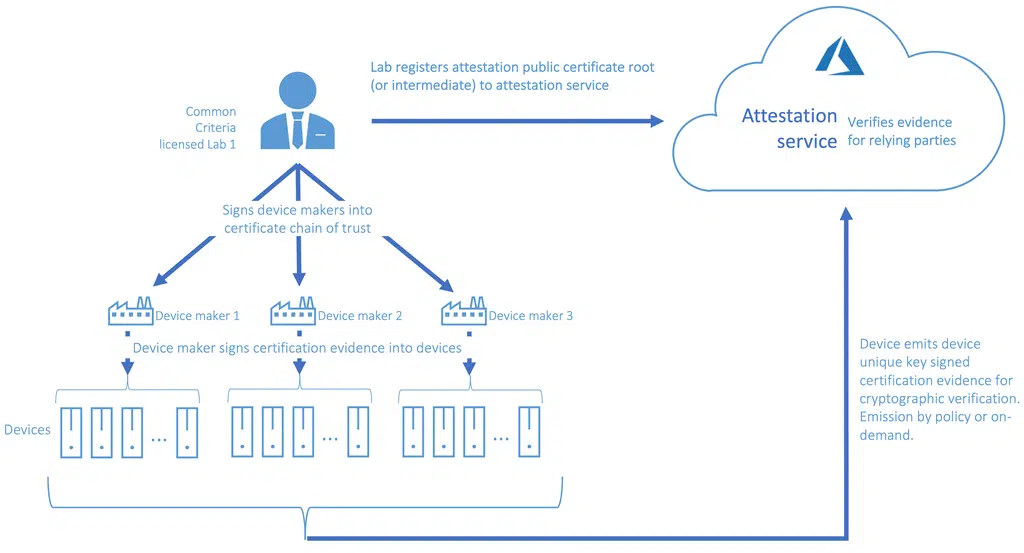 Lab registers attestation public certificate root
(or intermediate) to attestation service
Common
Criteria
licensed Lab 1
Attestation
service
Verifies evidence
for relying parties
Signs device makers into
certificate chain of trust
Device maker 1
Device maker 2
Device maker 3
Device maker signs certification evidence into devices
Devices
...
...
...
Device emits device
unique key signed
certification evidence for
cryptographic verification.
Emission by policy or on-
demand.